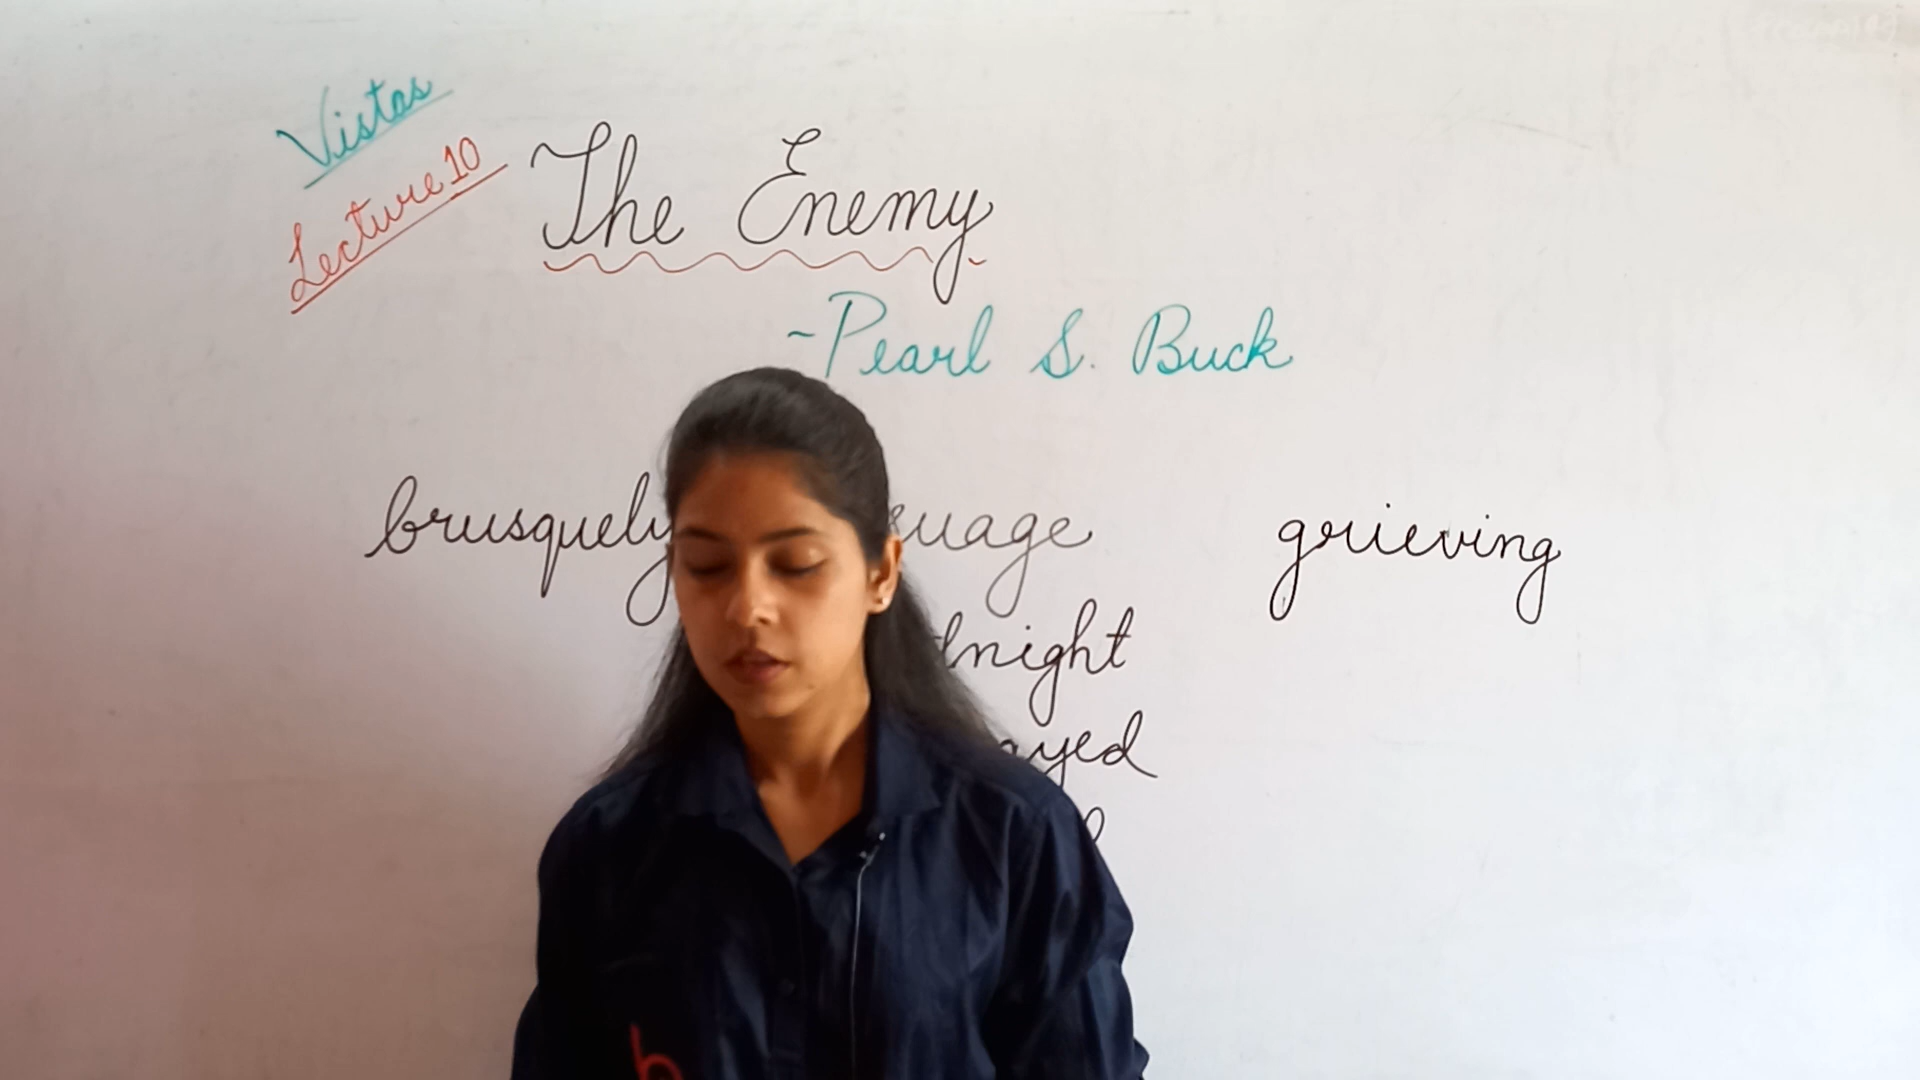 Vistas
Lecture 10
The Enemy
~Pearl S. Buck
brusquely grieving